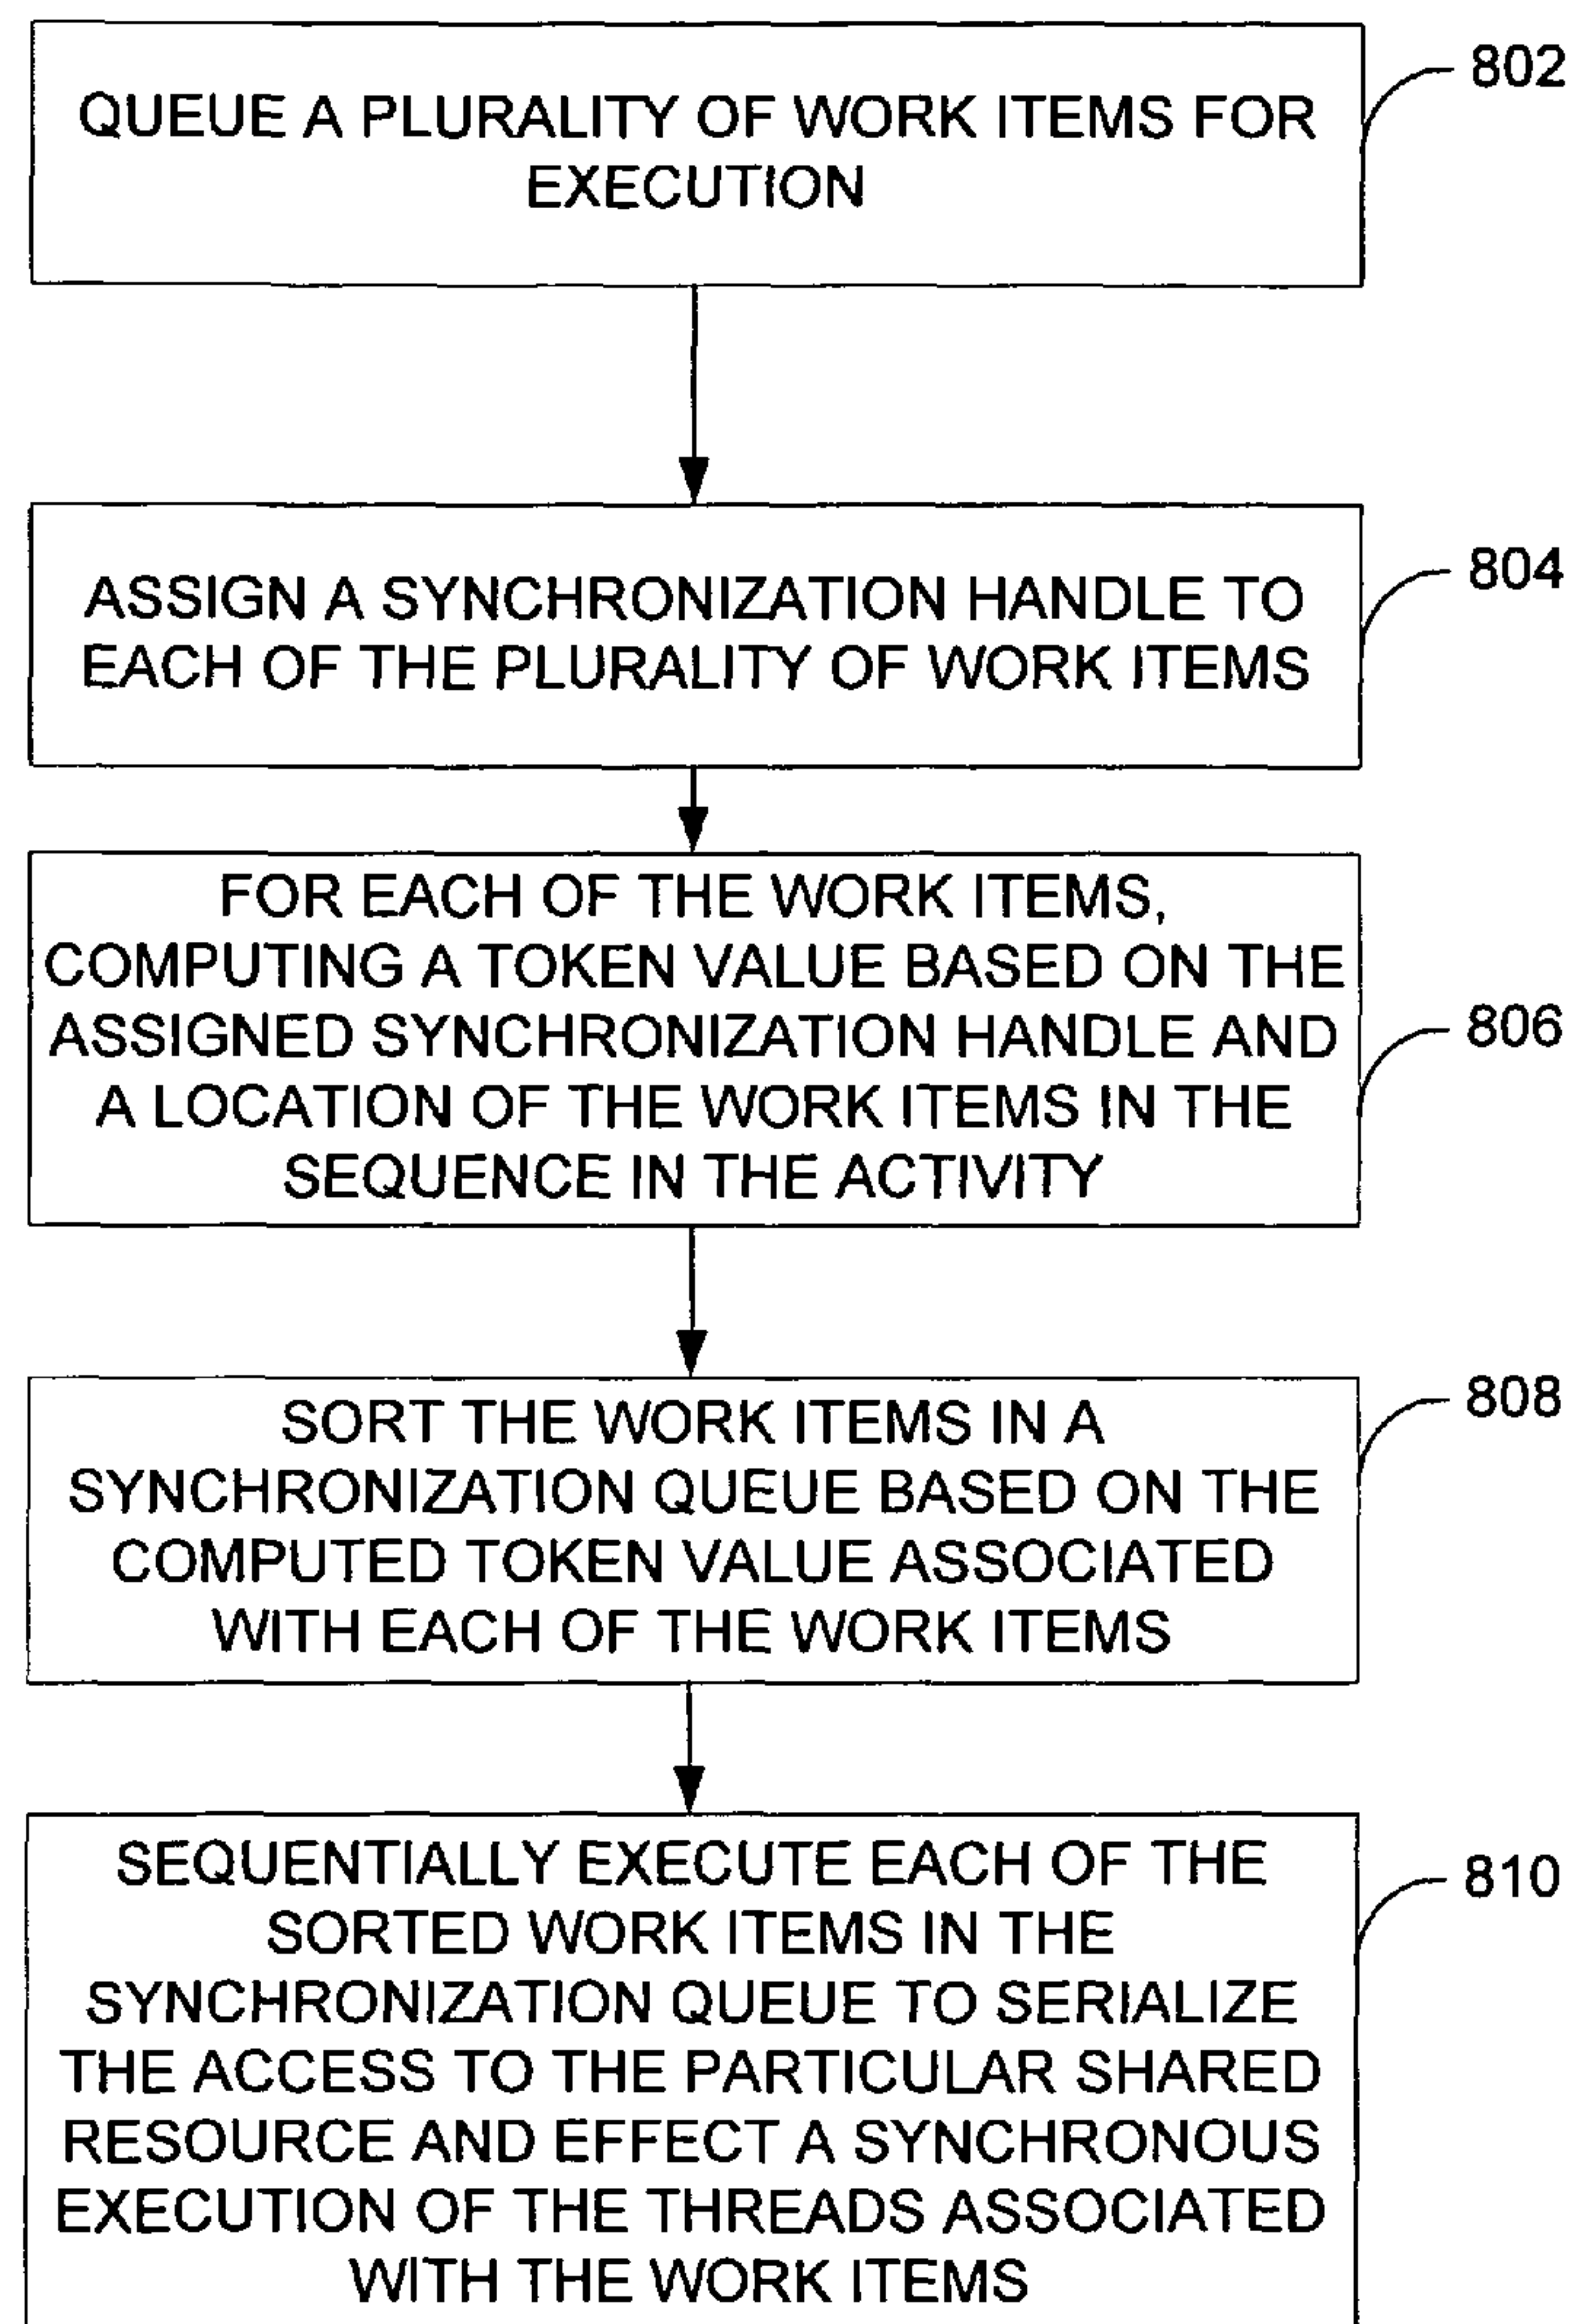 QUEUE A PLURALITY OF WORK ITEMS FOR
EXECUTION
802
ASSIGN A SYNCHRONIZATION HANDLE TO
EACH OF THE PLURALITY OF WORK ITEMS
804
FOR EACH OF THE WORK ITEMS,
COMPUTING A TOKEN VALUE BASED ON THE
ASSIGNED SYNCHRONIZATION HANDLE AND
A LOCATION OF THE WORK ITEMS IN THE
SEQUENCE IN THE ACTIVITY
806
SORT THE WORK ITEMS IN A
SYNCHRONIZATION QUEUE BASED ON THE
COMPUTED TOKEN VALUE ASSOCIATED
WITH EACH OF THE WORK ITEMS
808
SEQUENTIALLY EXECUTE EACH OF THE
SORTED WORK ITEMS IN THE
SYNCHRONIZATION QUEUE TO SERIALIZE
THE ACCESS TO THE PARTICULAR SHARED
RESOURCE AND EFFECT A SYNCHRONOUS
EXECUTION OF THE THREADS ASSOCIATED
WITH THE WORK ITEMS
810